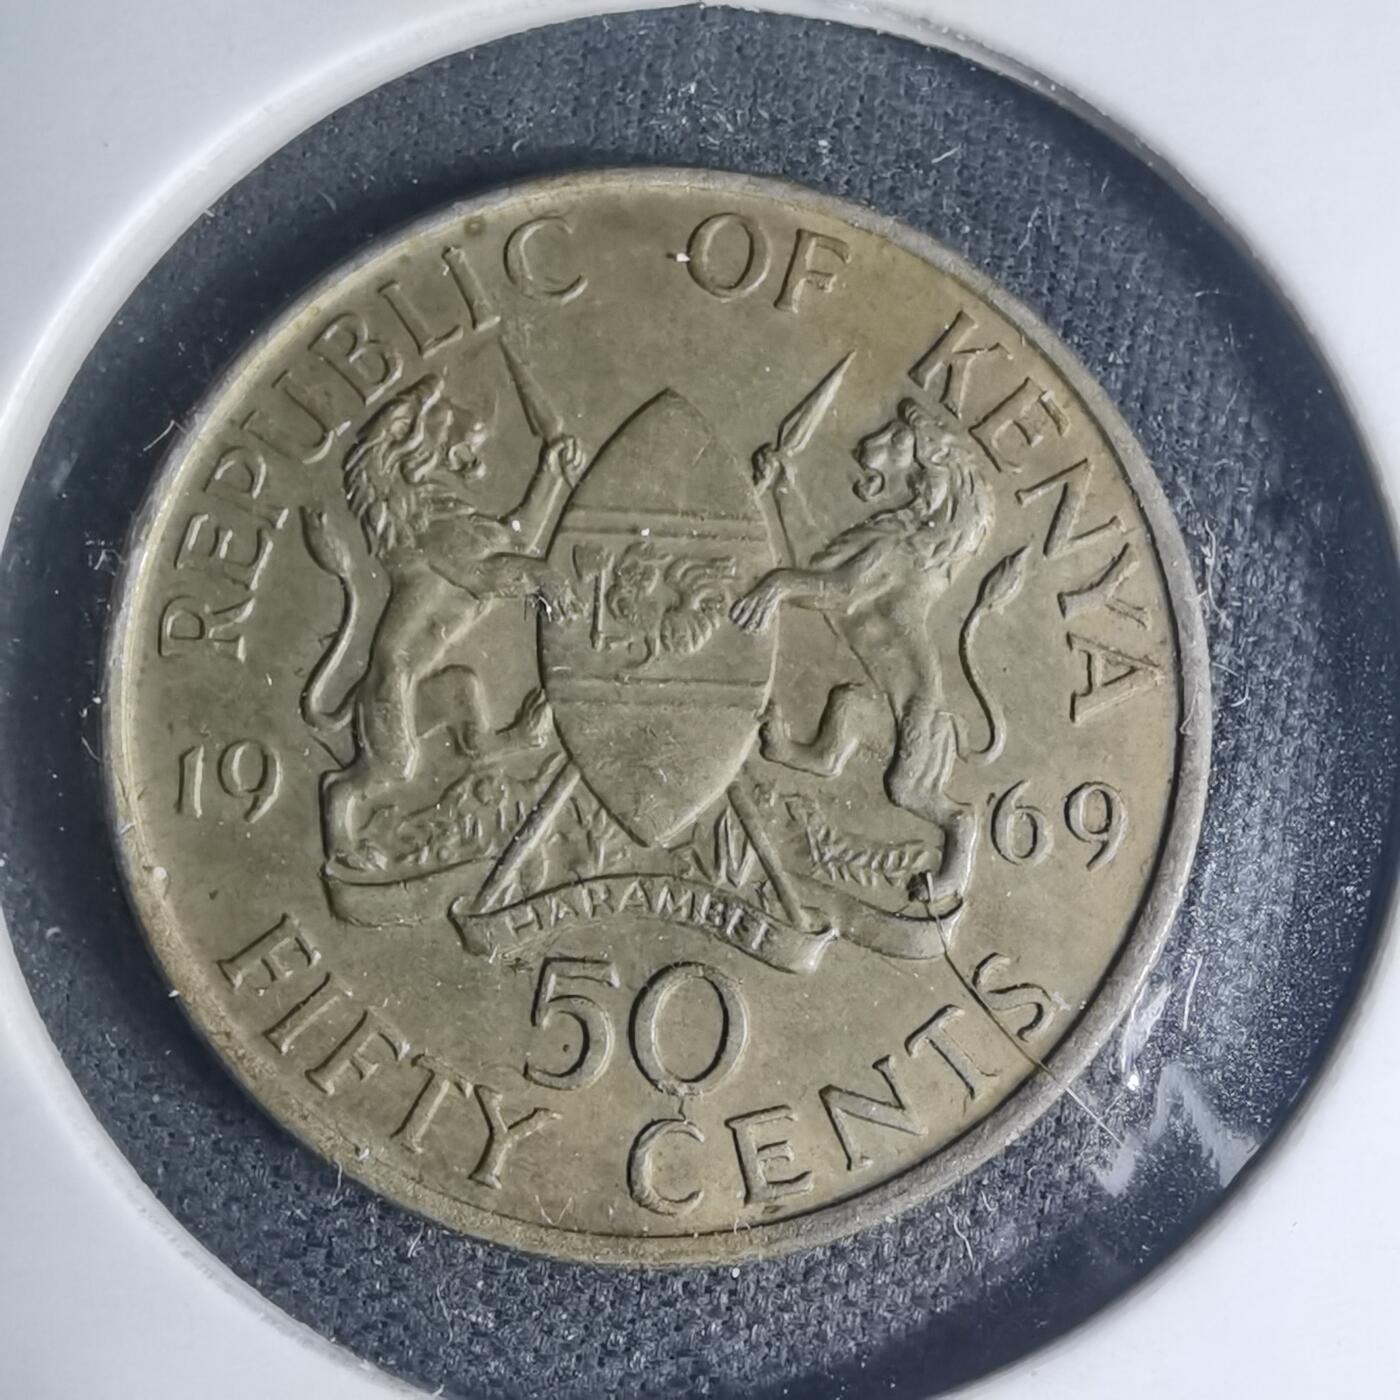 REPUBLIC OF KENYA
19 69
HARAMBEE
50
FIFTY CENTS